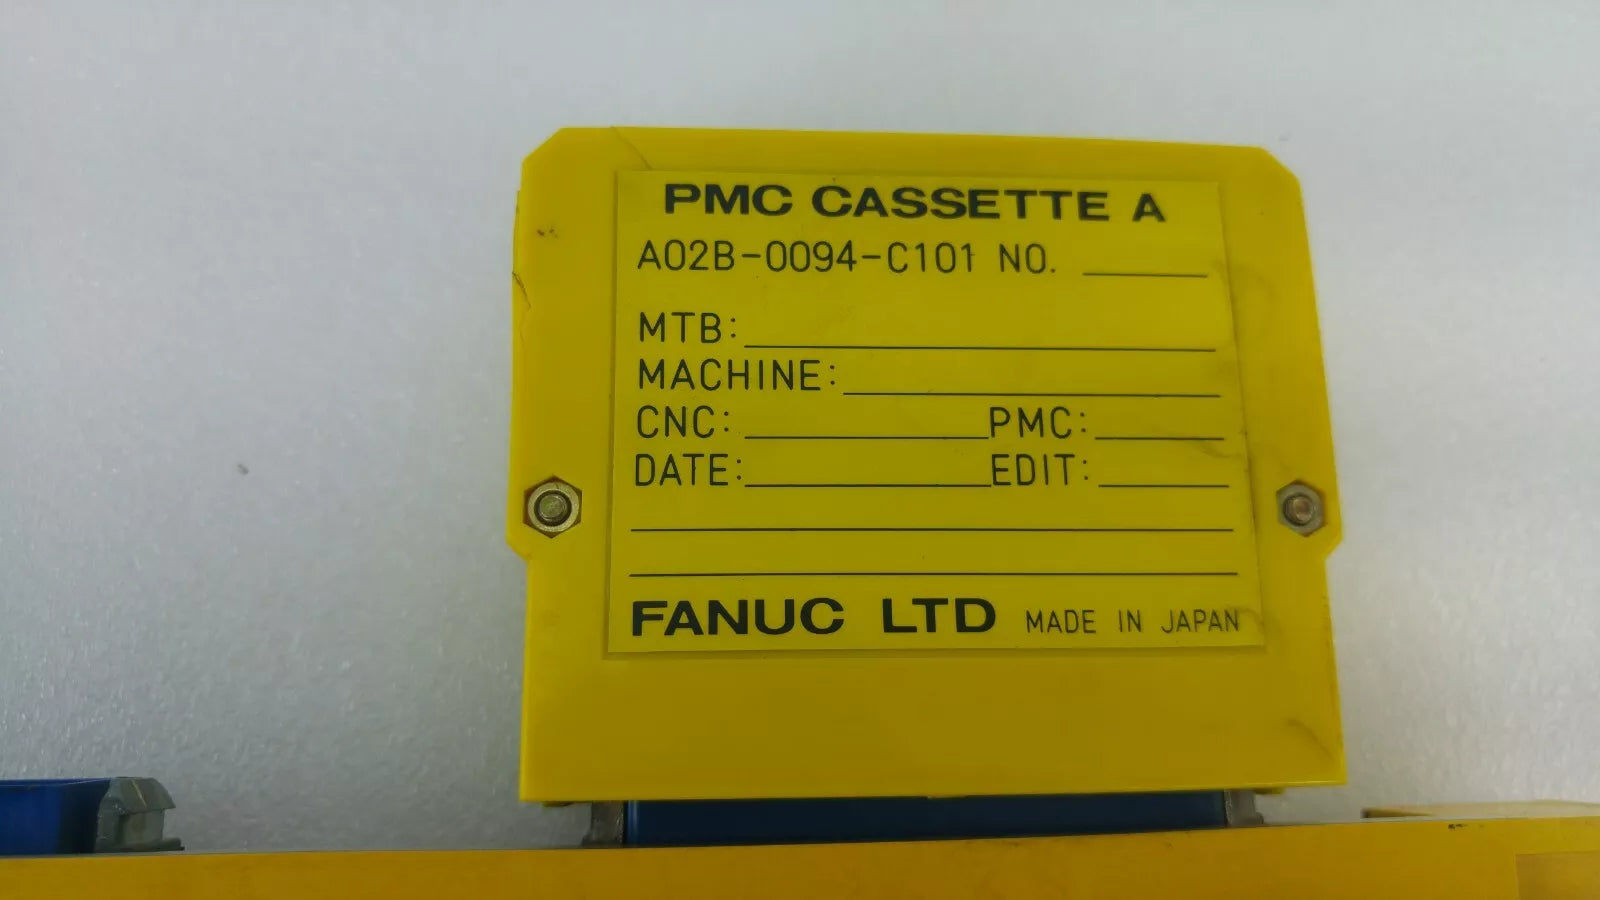 PMC CASSETTE A
A02B-0094-C101 NO.
MTB:
MACHINE:
CNC: PMC:
DATE: EDIT:
FANUC LTD MADE IN JAPAN